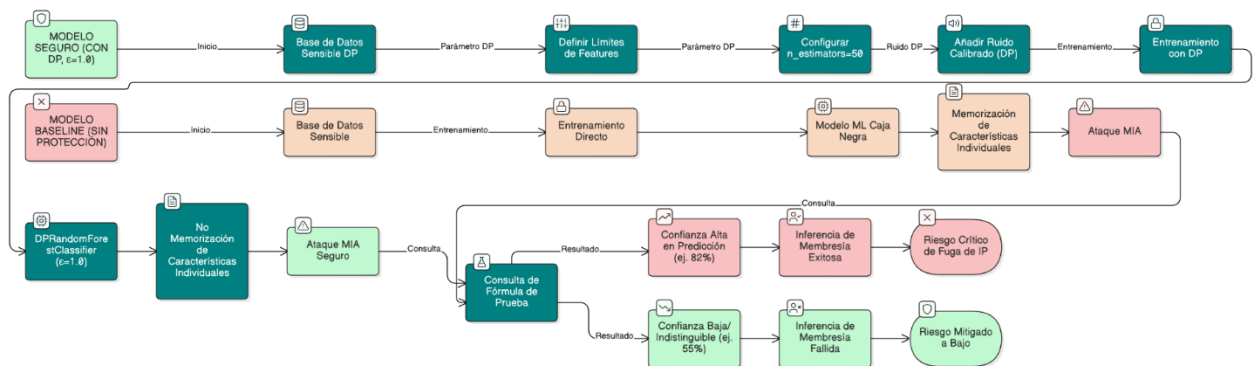 MODELO
SEGURO (CON
DP, ε=1.0)
Inicio
Base de Datos
Sensible DP
Parámetro DP
Definir Límites
de Features
Parámetro DP
Configurar
n_estimators=50
Ruido DP
Añadir Ruido
Calibrado (DP)
Entrenamiento
Entrenamiento
con DP
MODELO
BASELINE (SIN
PROTECCIÓN)
Inicio
Base de Datos
Sensible
Entrenamiento
Entrenamiento
Directo
Modelo ML Caja
Negra
Memorización
de
Características
Individuales
Ataque MIA
Consulta
DPRandomFore
stClassifier
(ε=1.0)
No
Memorización
de
Características
Individuales
Ataque MIA
Seguro
Consulta
Consulta de
Fórmula de
Prueba
Resultado
Confianza Alta
en Predicción
(ej. 82%)
Inferencia de
Membresía
Exitosa
Riesgo Crítico
de Fuga de IP
Resultado
Confianza Baja/
Indistinguible (ej.
55%)
Inferencia de
Membresía
Fallida
Riesgo Mitigado
a Bajo